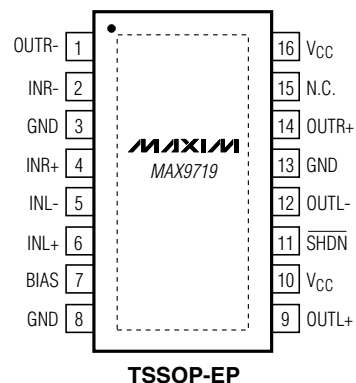 OUTR- 1 16 VCC
INR- 2 15 N.C.
GND 3 14 OUTR+
MAXIM
INR+ 4 MAX9719 13 GND
INL- 5 12 OUTL-
INL+ 6 11 SHDN
BIAS 7 10 VCC
GND 8 9 OUTL+
TSSOP-EP